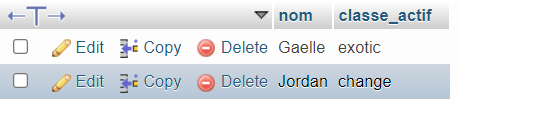 nom classe_actif
Edit Copy Delete Gaelle exotic
Edit Copy Delete Jordan change